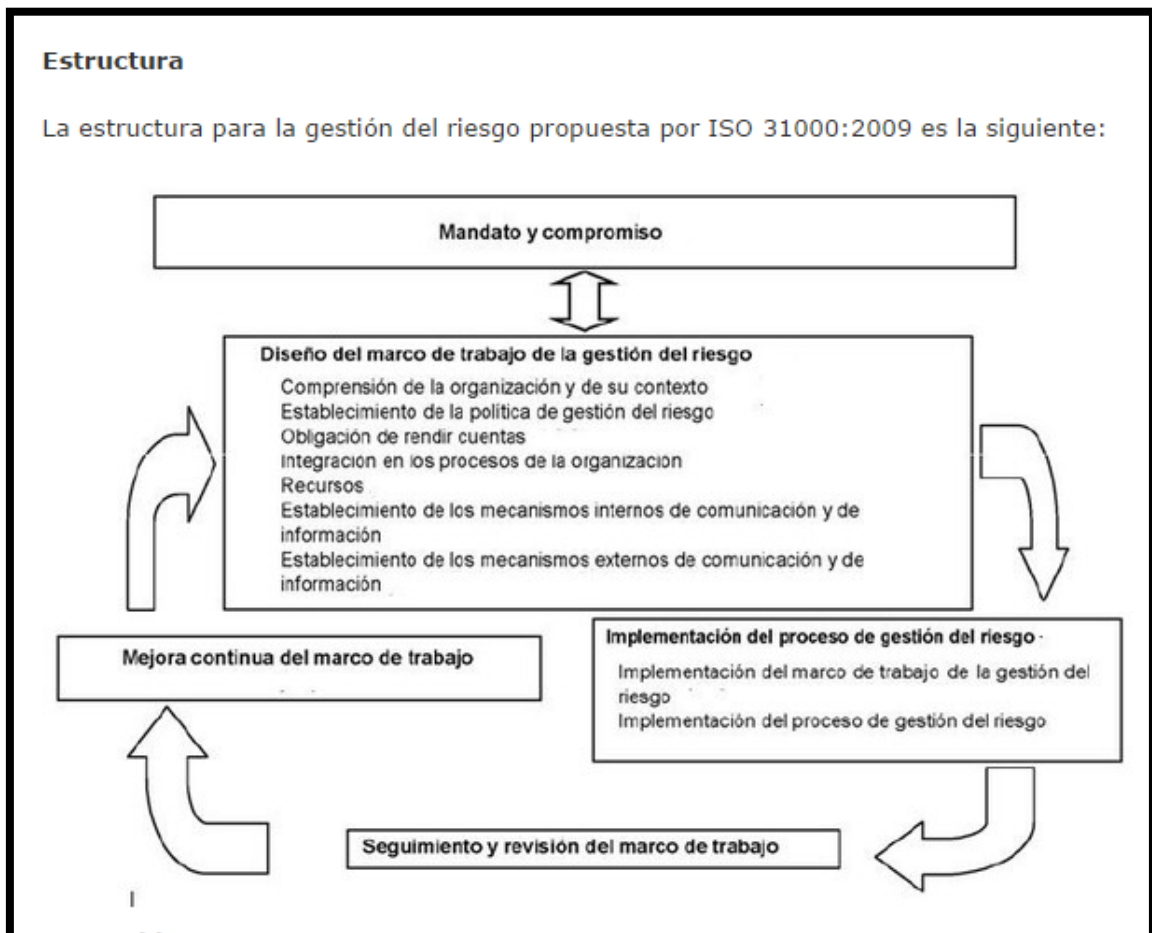 Estructura
La estructura para la gestión del riesgo propuesta por ISO 31000:2009 es la siguiente:
Mandato y compromiso
Diseño del marco de trabajo de la gestión del riesgo
Comprensión de la organización y de su contexto
Establecimiento de la política de gestión del riesgo
Obligación de rendir cuentas
Integración en los procesos de la organización
Recursos
Establecimiento de los mecanismos internos de comunicación y de
información
Establecimiento de los mecanismos externos de comunicación y de
información
Implementación del proceso de gestión del riesgo
Implementación del marco de trabajo de la gestión del
riesgo
Implementación del proceso de gestión del riesgo
Mejora continua del marco de trabajo
Seguimiento y revisión del marco de trabajo